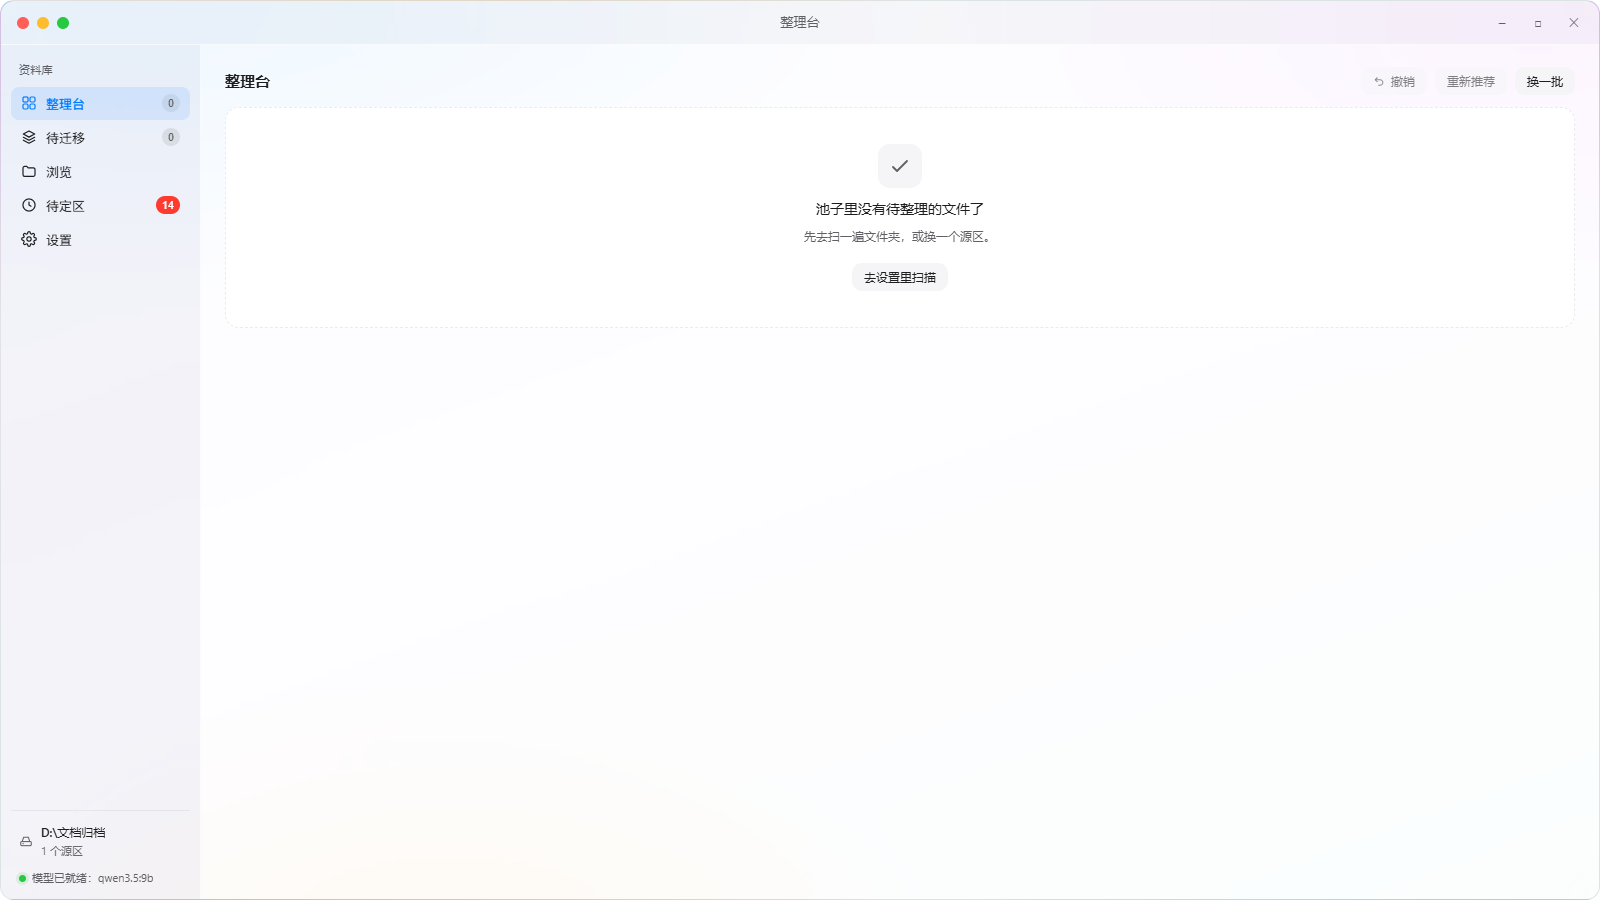 整理台
资料库
整理台 0
待迁移 0
浏览
待定区 14
设置
D:\文档归档
1 个源区
模型已就绪：qwen3.5:9b
整理台
撤销 重新推荐 换一批
池子里没有待整理的文件了
先去扫一遍文件夹，或换一个源区。
去设置里扫描